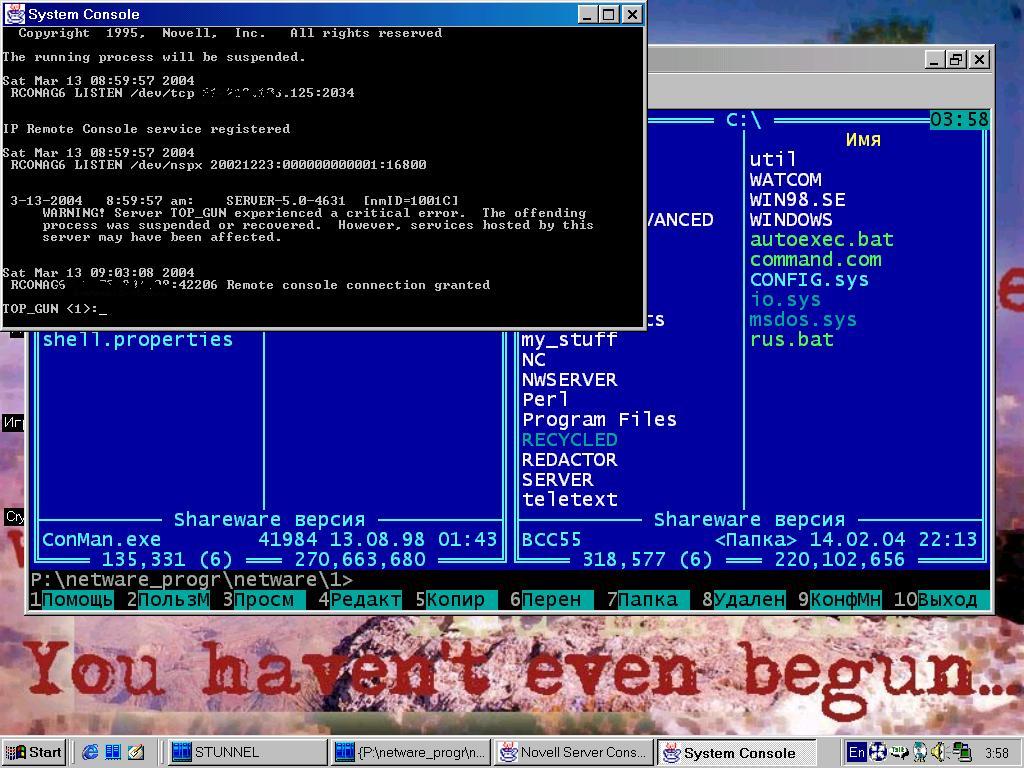 System Console
Copyright 1995, Novell, Inc. All rights reserved
The running process will be suspended.
Sat Mar 13 08:59:57 2004
RCONAG6 LISTEN /dev/tcp .125:2034
IP Remote Console service registered
Sat Mar 13 08:59:57 2004
RCONAG6 LISTEN /dev/nspx 20021223:000000000001:16800
3-13-2004 8:59:57 am: SERVER-5.0-4631 [nmID=1001C]
WARNING! Server TOP_GUN experienced a critical error. The offending
process was suspended or recovered. However, services hosted by this
server may have been affected.
Sat Mar 13 09:03:08 2004
RCONAG6 :42206 Remote console connection granted
TOP_GUN <1>:_
C:\ 03:58
Имя
util
WATCOM
WIN98.SE
VANCED WINDOWS
autoexec.bat
command.com
CONFIG.sys
io.sys
cs msdos.sys
shell.properties my_stuff rus.bat
NC
NWSERVER
Perl
Program Files
RECYCLED
REDACTOR
SERVER
teletext
Shareware версия Shareware версия
ConMan.exe 41984 13.08.98 01:43 BCC55 <Папка> 14.02.04 22:13
135,331 (6) 270,663,680 318,577 (6) 220,102,656
P:\netware_progr\netware\1>
1Помощь 2ПользМ 3Просм 4Редакт 5Копир 6Перен 7Папка 8Удален 9КонфМн 10Выход
You haven't even begun...
Start STUNNEL {P:\netware_progr\n... Novell Server Cons... System Console En 3:58